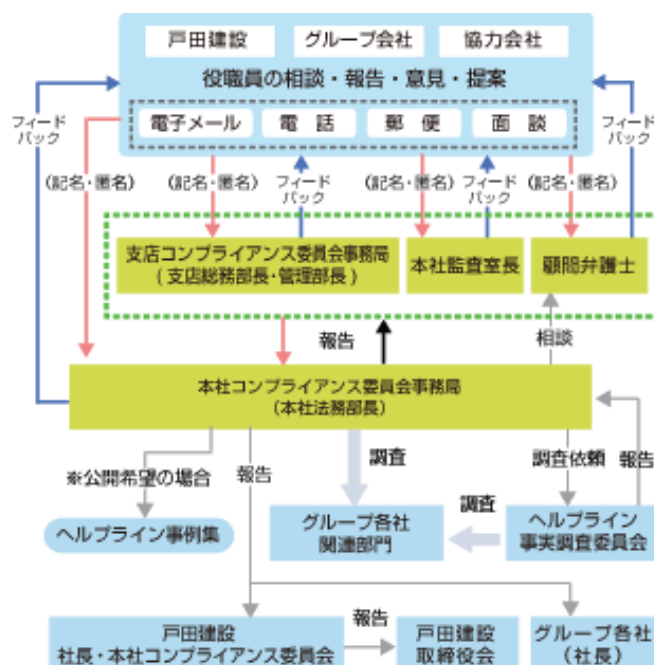 戸田建設
グループ会社
協力会社
役職員の相談・報告・意見・提案
電子メール
電話
郵便
面談
フィード
バック
(記名・匿名)
(記名・匿名)
フィード
バック
(記名・匿名)
フィード
バック
(記名・匿名)
フィード
バック
支店コンプライアンス委員会事務局
(支店総務部長・管理部長)
本社監査室長
顧問弁護士
報告
相談
本社コンプライアンス委員会事務局
(本社法務部長)
※公開希望の場合
報告
調査
調査依頼
報告
ヘルプライン事例集
グループ各社
関連部門
調査
ヘルプライン
事実調査委員会
戸田建設
社長・本社コンプライアンス委員会
報告
戸田建設
取締役会
グループ各社
(社長)